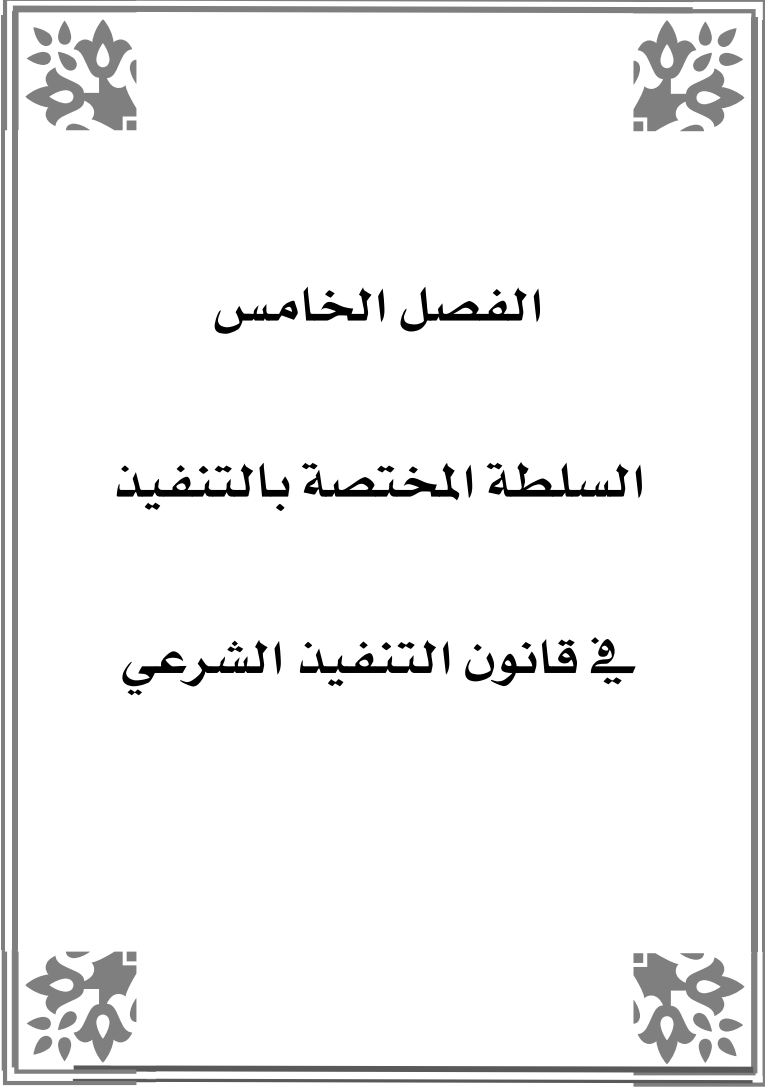 الفصل الخامس
السلطة المختصة بالتنفيذ
في قانون التنفيذ الشرعي